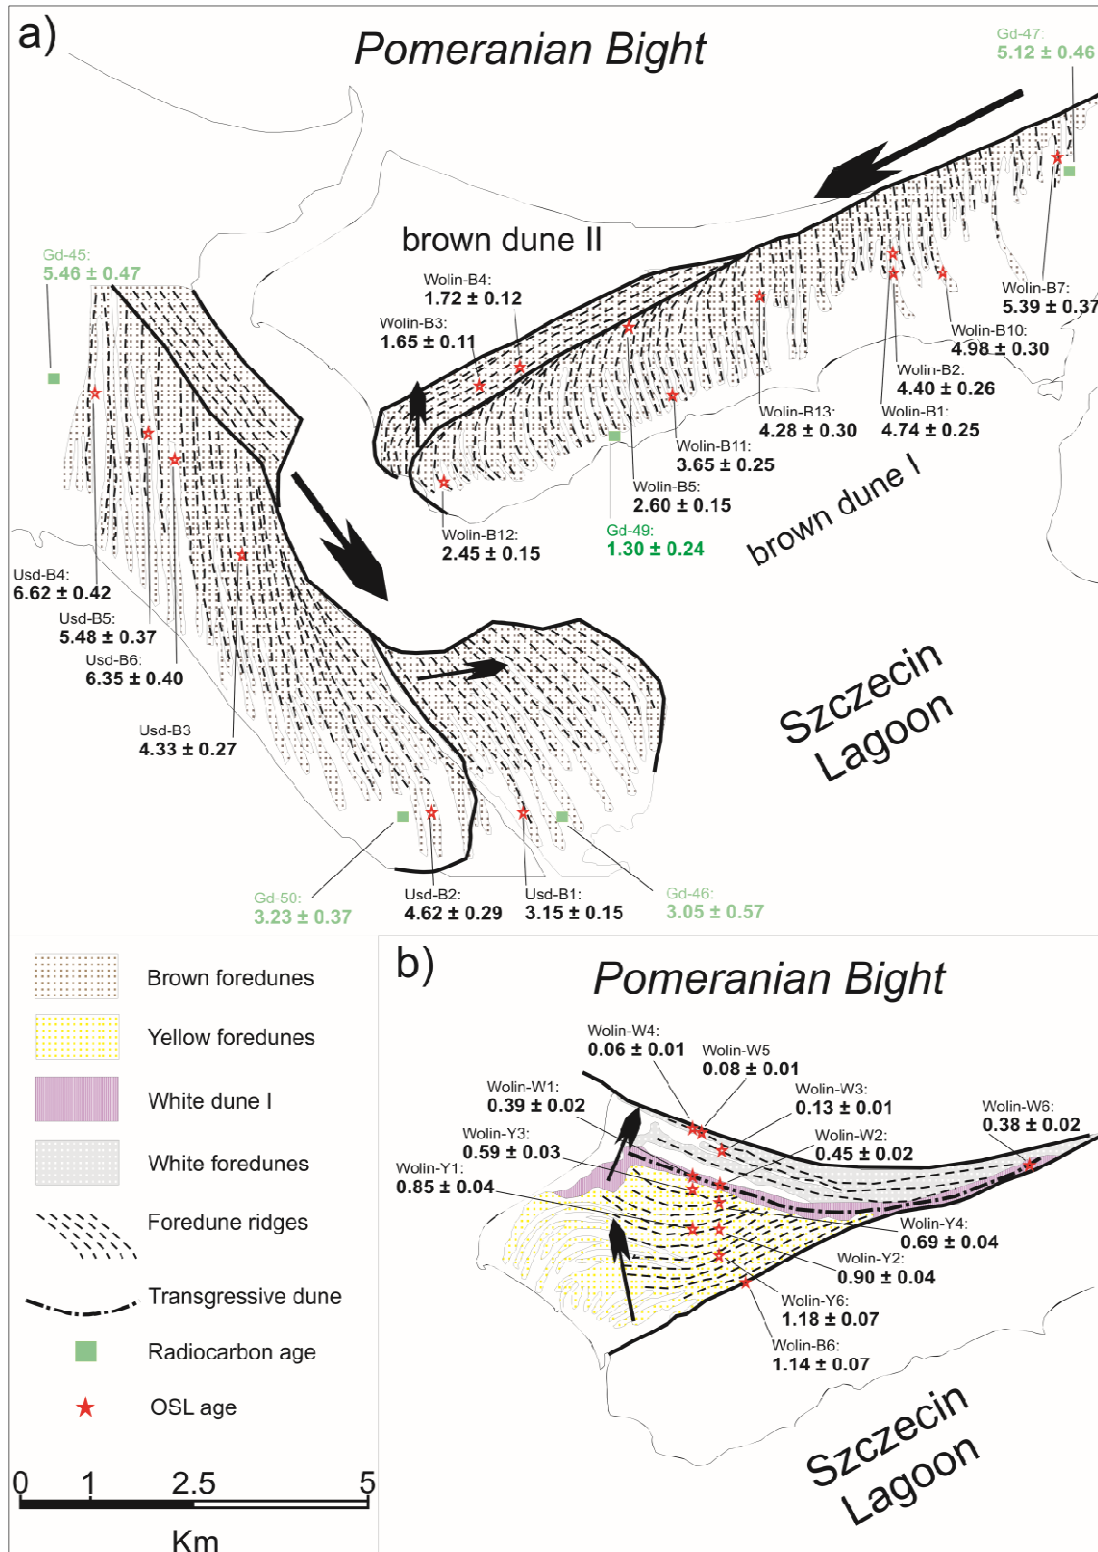 a)
Pomeranian Bight
Gd-47:
5.12 ± 0.46
brown dune II
Gd-45:
5.46 ± 0.47
Wolin-B4:
1.72 ± 0.12
Wolin-B3:
1.65 ± 0.11
Wolin-B7:
5.39 ± 0.37
Wolin-B10:
4.98 ± 0.30
Wolin-B2:
4.40 ± 0.26
Wolin-B1:
4.74 ± 0.25
Wolin-B13:
4.28 ± 0.30
Wolin-B11:
3.65 ± 0.25
Wolin-B5:
2.60 ± 0.15
Gd-49:
1.30 ± 0.24
Wolin-B12:
2.45 ± 0.15
brown dune I
Usd-B4:
6.62 ± 0.42
Usd-B5:
5.48 ± 0.37
Usd-B6:
6.35 ± 0.40
Usd-B3
4.33 ± 0.27
Szczecin
Lagoon
Gd-50:
3.23 ± 0.37
Usd-B2:
4.62 ± 0.29
Usd-B1:
3.15 ± 0.15
Gd-46:
3.05 ± 0.57
Brown foredunes
Yellow foredunes
White dune I
White foredunes
Foredune ridges
Transgressive dune
Radiocarbon age
OSL age
0 1 2.5 5
Km
b)
Pomeranian Bight
Wolin-W4:
0.06 ± 0.01
Wolin-W5
0.08 ± 0.01
Wolin-W1:
0.39 ± 0.02
Wolin-W3:
0.13 ± 0.01
Wolin-W6:
0.38 ± 0.02
Wolin-Y3:
0.59 ± 0.03
Wolin-W2:
0.45 ± 0.02
Wolin-Y1:
0.85 ± 0.04
Wolin-Y4:
0.69 ± 0.04
Wolin-Y2:
0.90 ± 0.04
Wolin-Y6:
1.18 ± 0.07
Wolin-B6:
1.14 ± 0.07
Szczecin
Lagoon